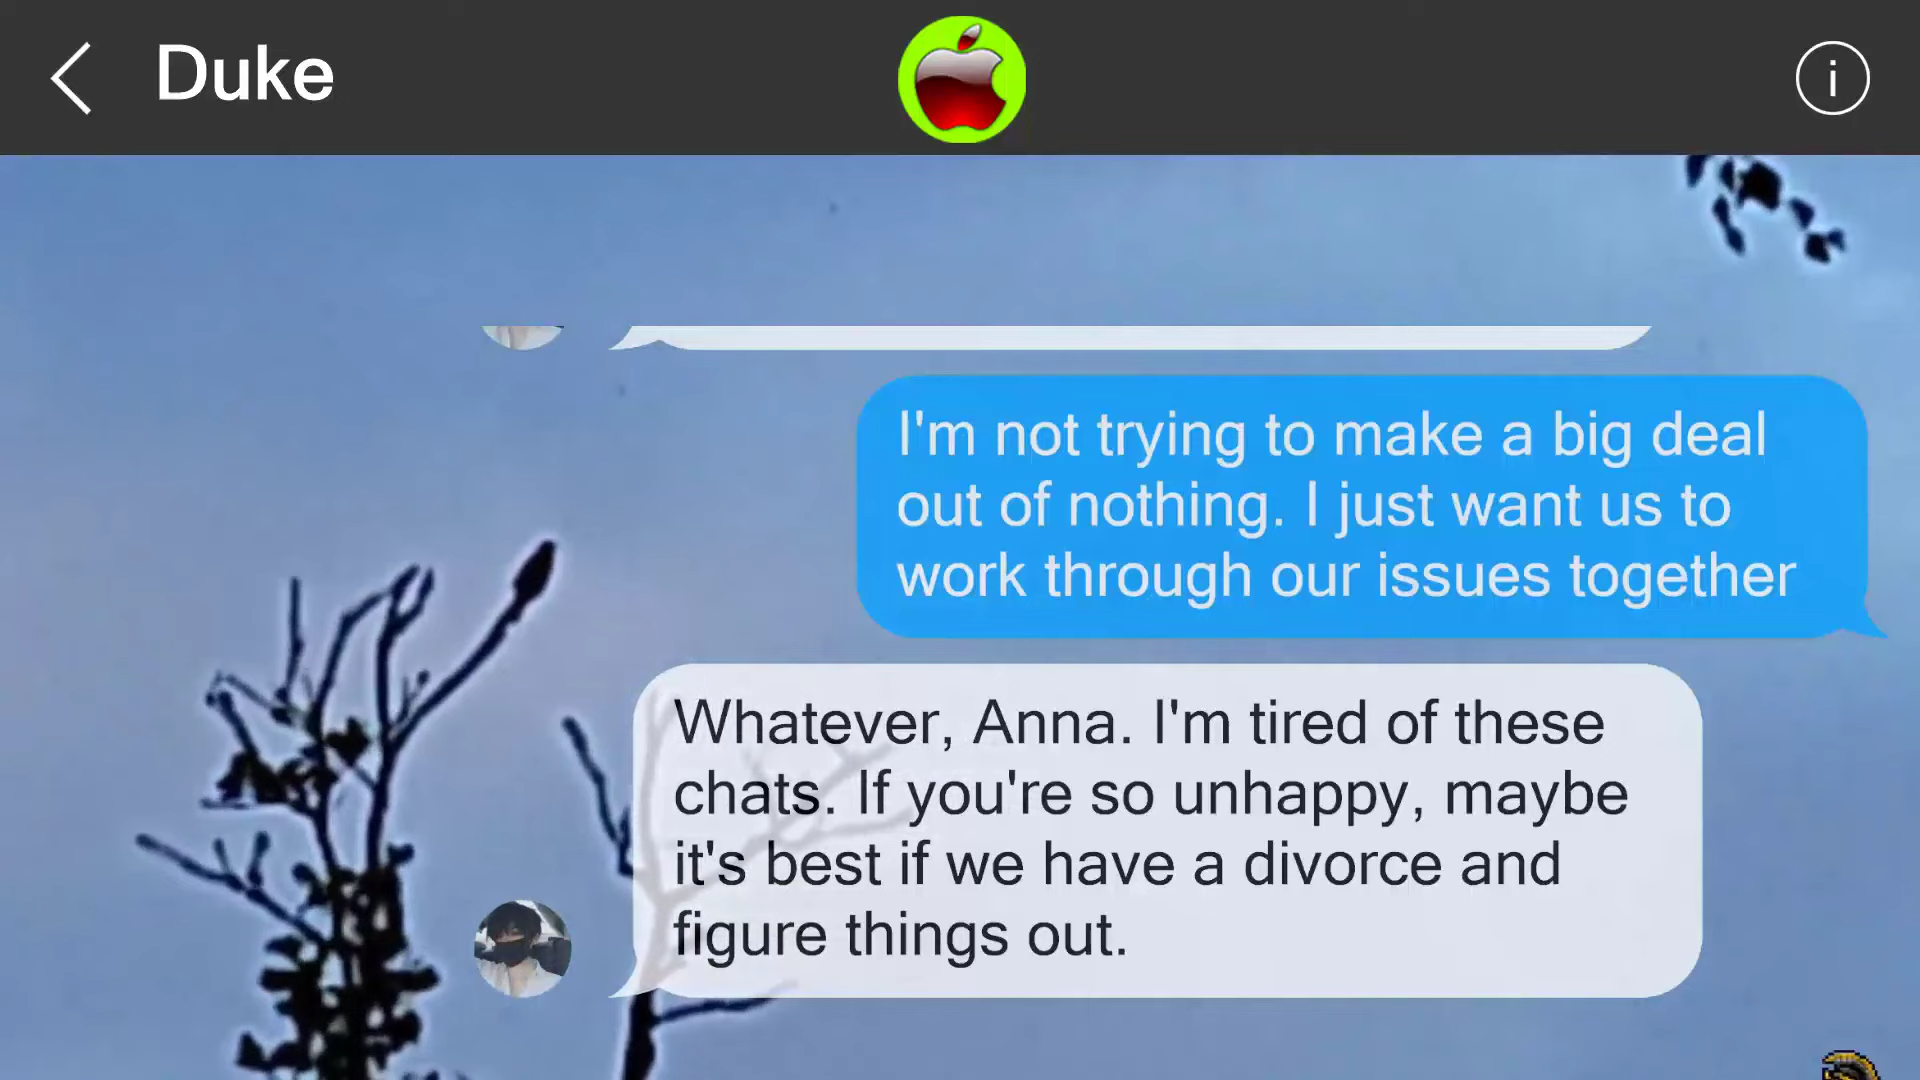 Duke
i
I'm not trying to make a big deal
out of nothing. I just want us to
work through our issues together
Whatever, Anna. I'm tired of these
chats. If you're so unhappy, maybe
it's best if we have a divorce and
figure things out.